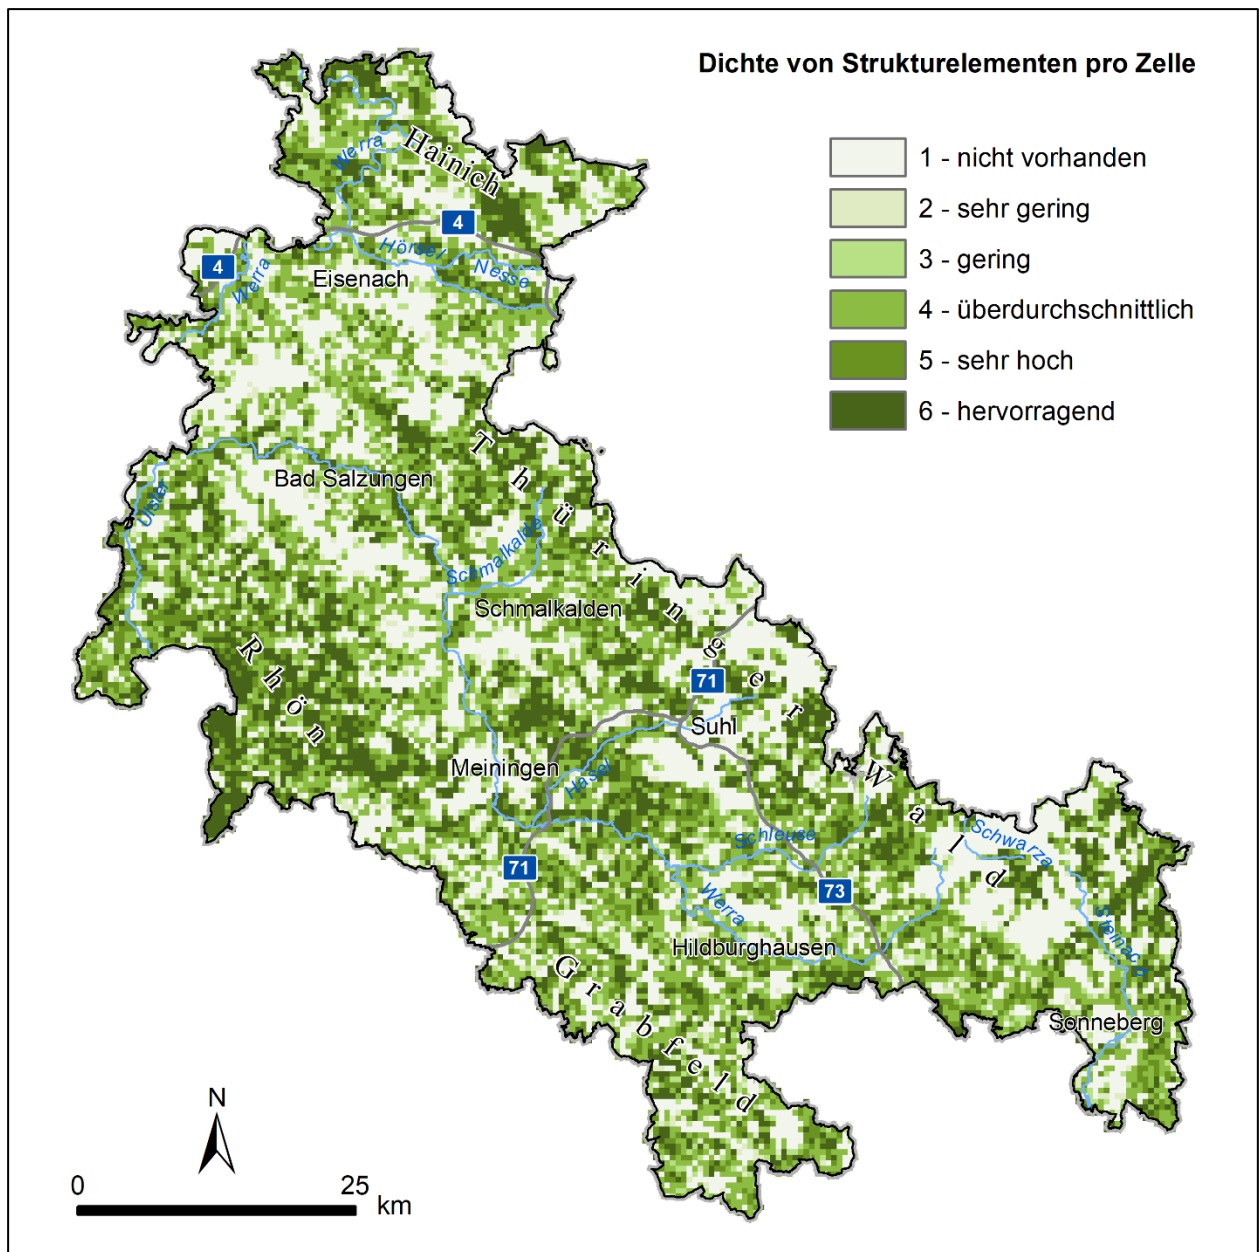 Dichte von Strukturelementen pro Zelle
1 - nicht vorhanden
2 - sehr gering
3 - gering
4 - überdurchschnittlich
5 - sehr hoch
6 - hervorragend
Werra
Hainich
4
4
Werra
Hörsel
Nesse
Eisenach
Thüringer Wald
Bad Salzungen
Ulster
Schmalkalde
Schmalkalden
Rhön
71
Suhl
Meiningen
Hasel
Schleuse
Schwarza
71
73
Werra
Steinach
Hildburghausen
Grabfeld
Sonneberg
N
0 25
km